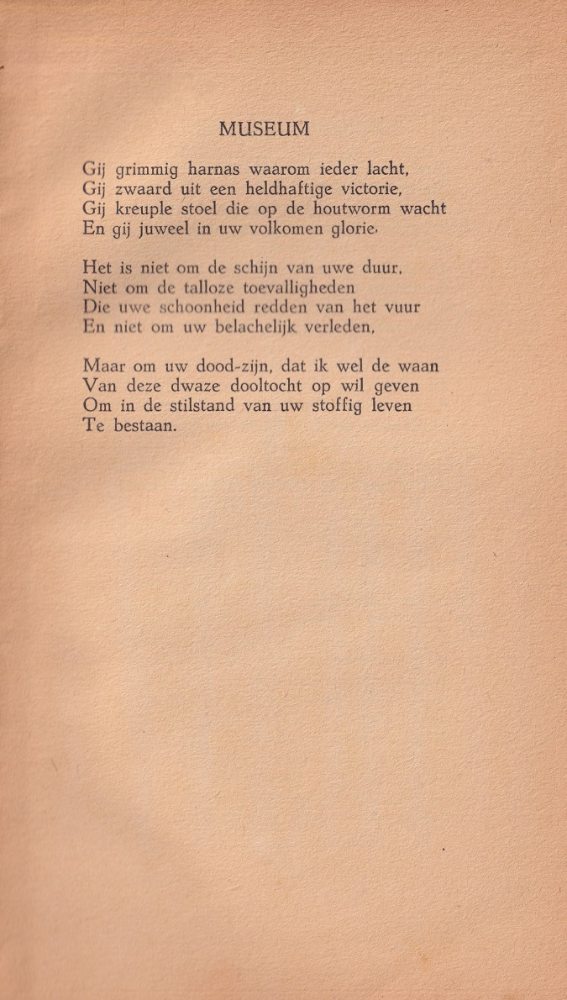 MUSEUM
Gij grimmig harnas waarom ieder lacht,
Gij zwaard uit een heldhaftige victorie,
Gij kreuple stoel die op de houtworm wacht
En gij juweel in uw volkomen glorie.
Het is niet om de schijn van uwe duur,
Niet om de talloze toevalligheden
Die uwe schoonheid redden van het vuur
En niet om uw belachelijk verleden,
Maar om uw dood-zijn, dat ik wel de waan
Van deze dwaze dooltocht op wil geven
Om in de stilstand van uw stoffig leven
Te bestaan.